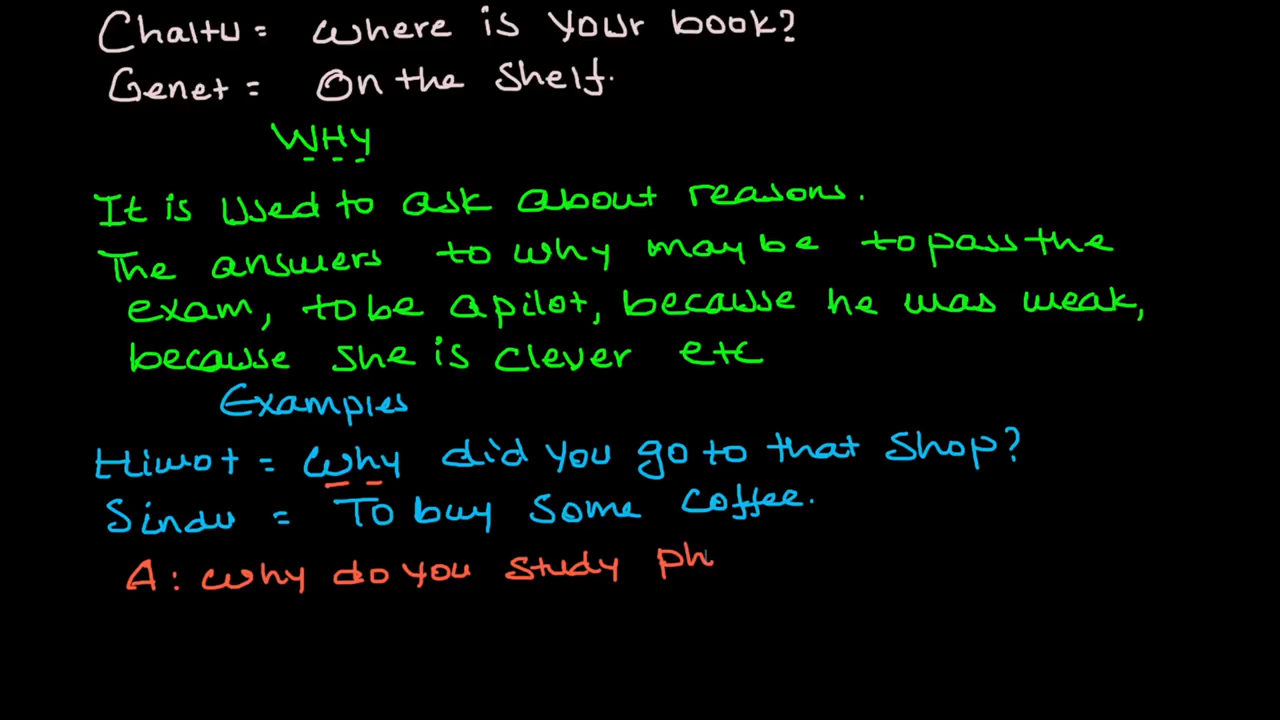 Chaltu = where is your book?
Genet = On the shelf.
WHY
It is used to ask about reasons.
The answers to why may be to pass the
exam, to be a pilot, because he was weak,
because she is clever etc
Examples
Hiwot = why did you go to that shop?
Sindu = To buy some coffee.
A: why do you study ph